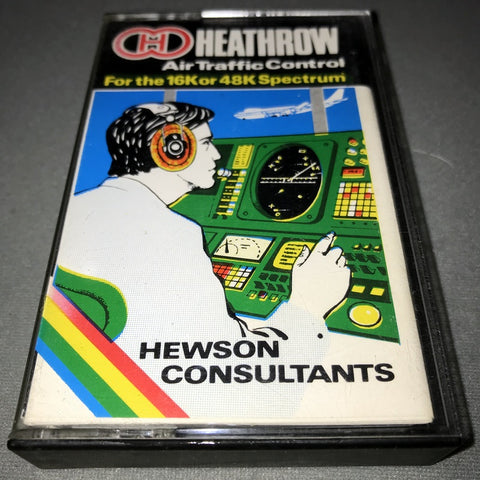 HEATHROW
Air Traffic Control
For the 16K or 48K Spectrum
HEWSON
CONSULTANTS